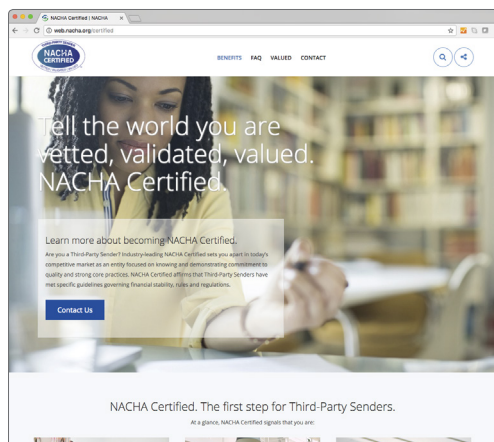 NACHA Certified | NACHA
web.nacha.org/certified
NACHA
CERTIFIED
BENEFITS FAQ VALUED CONTACT
Tell the world you are
vetted, validated, valued.
NACHA Certified.
Learn more about becoming NACHA Certified.
Are you a Third-Party Sender? Industry-leading NACHA Certified sets you apart in today's
competitive market as an entity focused on knowing and demonstrating commitment to
quality and strong core practices. NACHA Certified affirms that Third-Party Senders have
met specific guidelines governing financial stability, rules and regulations.
Contact Us
NACHA Certified. The first step for Third-Party Senders.
At a glance, NACHA Certified signals that you are: